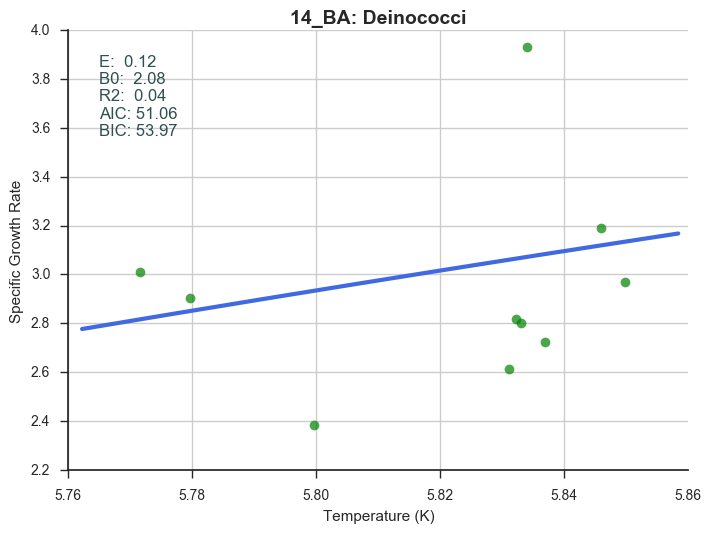 14_BA: Deinococci
E:  0.12
B0:  2.08
R2:  0.04
AIC: 51.06
BIC: 53.97
Specific Growth Rate
4.0
3.8
3.6
3.4
3.2
3.0
2.8
2.6
2.4
2.2
5.76 5.78 5.80 5.82 5.84 5.86
Temperature (K)